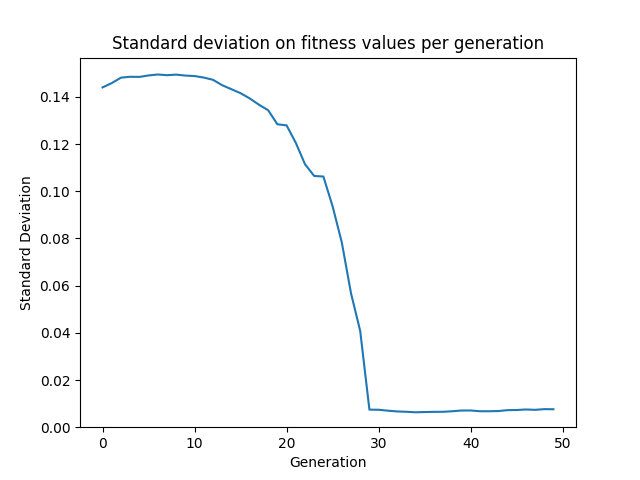 Standard deviation on fitness values per generation
0.14
0.12
0.10
0.08
0.06
0.04
0.02
0.00
Standard Deviation
0 10 20 30 40 50
Generation